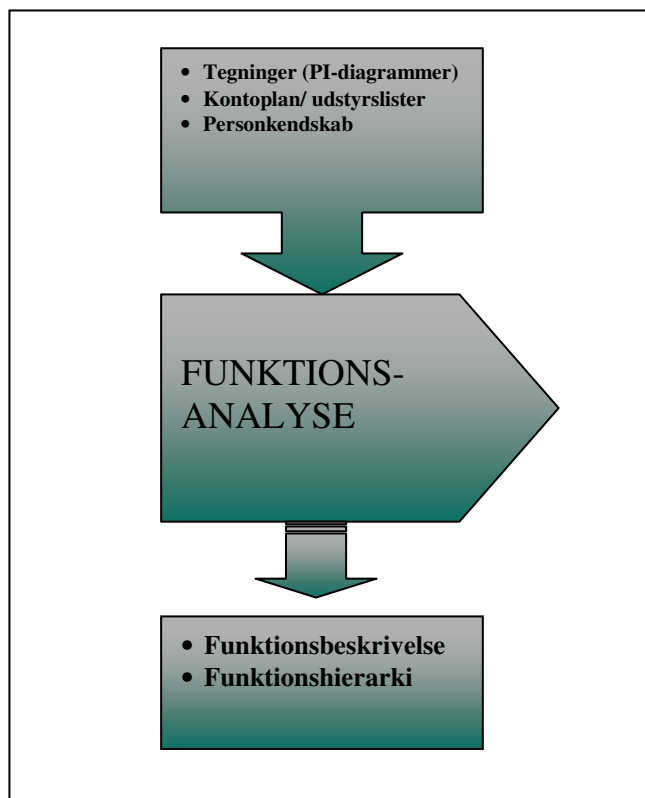 • Tegninger (PI-diagrammer)
• Kontoplan/ udstyrslister
• Personkendskab
FUNKTIONS-
ANALYSE
• Funktionsbeskrivelse
• Funktionshierarki